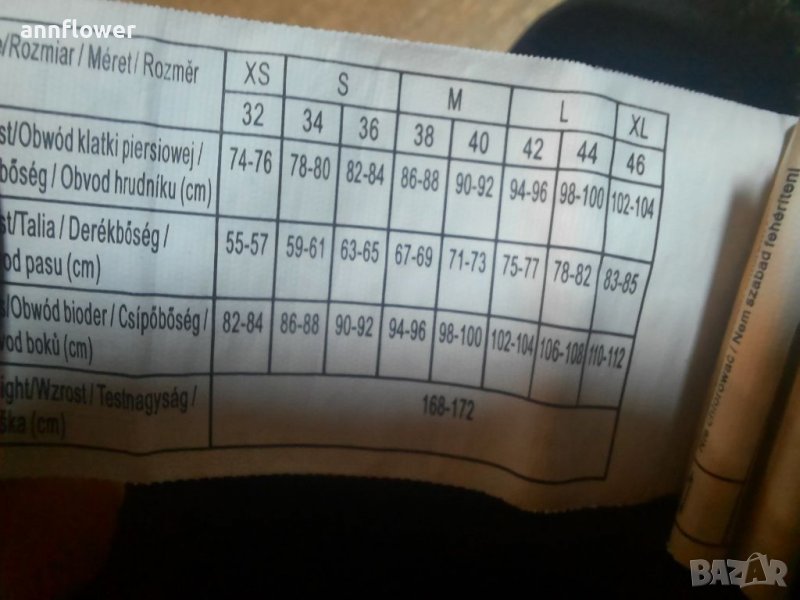 annflower
e/Rozmiar / Méret / Rozměr XS S M L XL
32 34 36 38 40 42 44 46
st/Obwód klatki piersiowej /
bőség / Obvod hrudníku (cm) 74-76 78-80 82-84 86-88 90-92 94-96 98-100 102-104
st/Talia / Derékbőség /
od pasu (cm) 55-57 59-61 63-65 67-69 71-73 75-77 78-82 83-85
s/Obwód bioder / Csípőbőség /
vod boků (cm) 82-84 86-88 90-92 94-96 98-100 102-104 106-108 110-112
ight/Wzrost / Testnagyság /
ška (cm) 168-172
Nie chlorować / Nem szabad fehéríteni
BAZAR